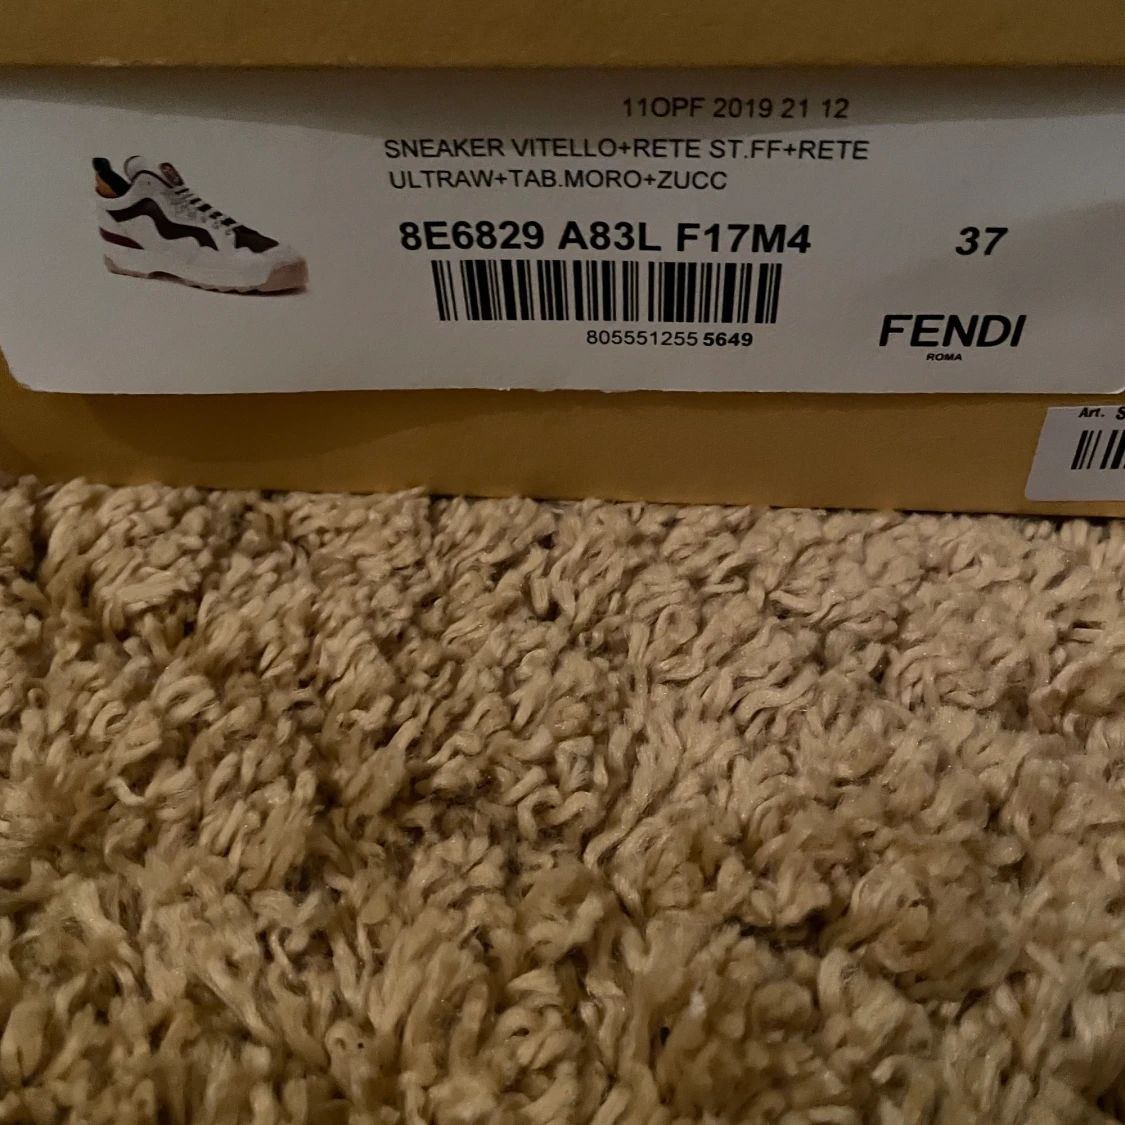 11OPF 2019 21 12
SNEAKER VITELLO+RETE ST.FF+RETE
ULTRAW+TAB.MORO+ZUCC
8E6829 A83L F17M4
37
805551255 5649
FENDI
ROMA
Art.